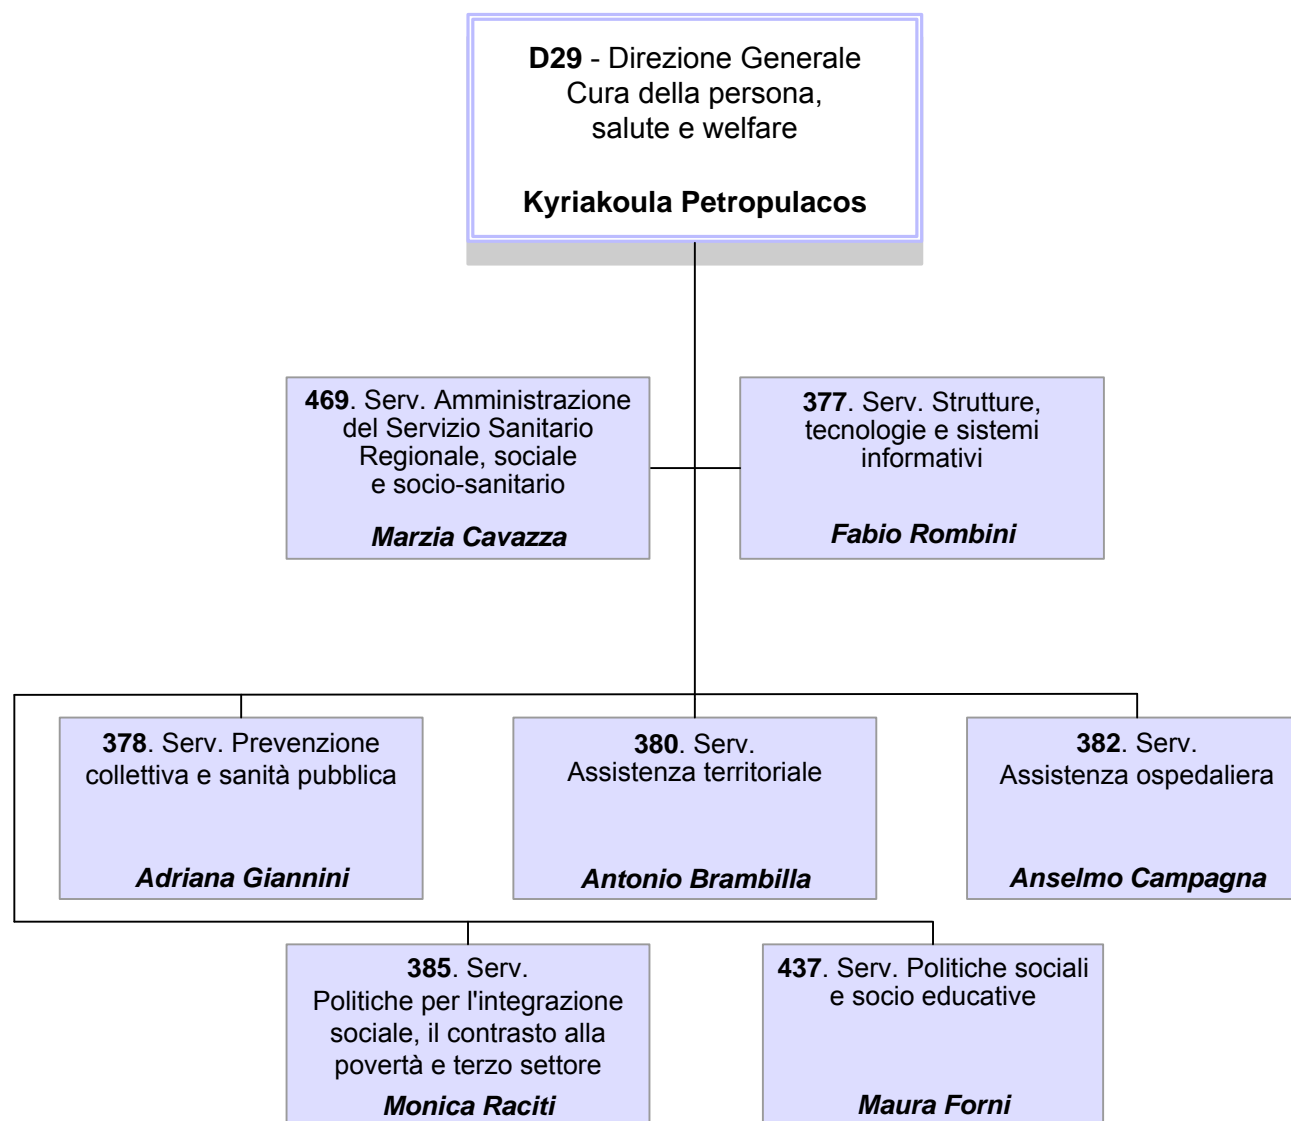 D29 - Direzione Generale
Cura della persona,
salute e welfare
Kyriakoula Petropulacos
469. Serv. Amministrazione
del Servizio Sanitario
Regionale, sociale
e socio-sanitario
Marzia Cavazza
377. Serv. Strutture,
tecnologie e sistemi
informativi
Fabio Rombini
378. Serv. Prevenzione
collettiva e sanità pubblica
Adriana Giannini
380. Serv.
Assistenza territoriale
Antonio Brambilla
382. Serv.
Assistenza ospedaliera
Anselmo Campagna
385. Serv.
Politiche per l'integrazione
sociale, il contrasto alla
povertà e terzo settore
Monica Raciti
437. Serv. Politiche sociali
e socio educative
Maura Forni